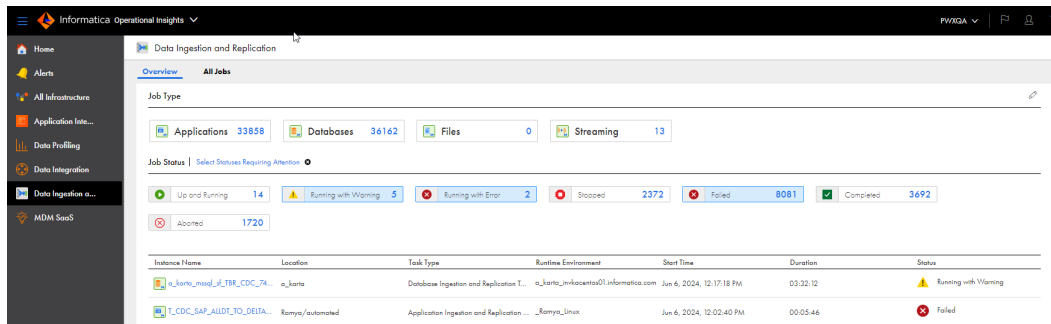 Informatica Operational Insights
PWXQA
Home
Alerts
All Infrastructure
Application Inte...
Data Profiling
Data Integration
Data Ingestion a...
MDM SaaS
Data Ingestion and Replication
Overview All Jobs
Job Type
Applications 33858 Databases 36162 Files 0 Streaming 13
Job Status | Select Statuses Requiring Attention
Up and Running 14 Running with Warning 5 Running with Error 2 Stopped 2372 Failed 8081 Completed 3692
Aborted 1720
Instance Name Location Task Type Runtime Environment Start Time Duration Status
a_karta_mssql_sf_TBR_CDC_74... a_karta Database Ingestion and Replication T... a_karta_invkacentos01.informatica.com Jun 6, 2024, 12:17:18 PM 03:32:12 Running with Warning
T_CDC_SAP_ALLDT_TO_DELTA... Ramya/automated Application Ingestion and Replication ... _Ramya_Linux Jun 6, 2024, 12:02:40 PM 00:05:46 Failed